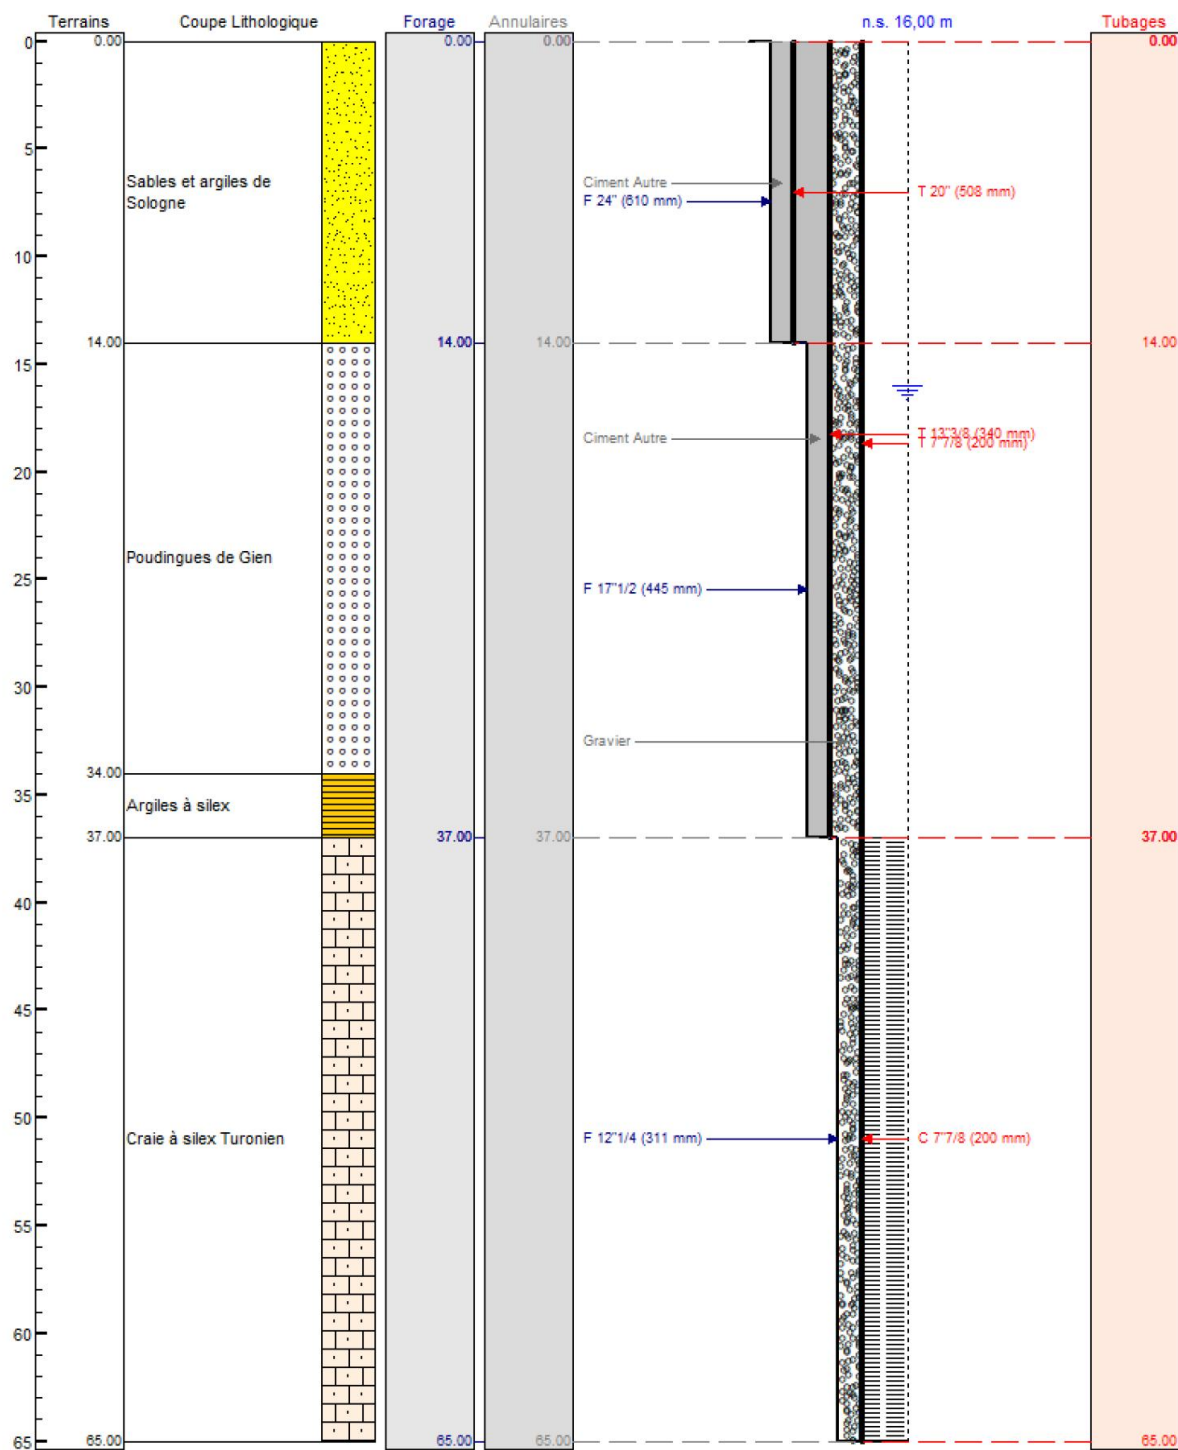 Terrains Coupe Lithologique Forage Annulaires n.s. 16,00 m Tubages
0 0.00 0.00 0.00 0.00
5
Sables et argiles de
Sologne
Ciment Autre
F 24" (610 mm)
T 20" (508 mm)
10
14.00 14.00 14.00 14.00
15
Ciment Autre
T 13"3/8 (340 mm)
T 7"7/8 (200 mm)
20
Poudingues de Gien
25
F 17"1/2 (445 mm)
30
Gravier
34.00
35
Argiles à silex
37.00 37.00 37.00 37.00
40
45
50
Craie à silex Turonien
F 12"1/4 (311 mm)
C 7"7/8 (200 mm)
55
60
65 65.00 65.00 65.00 65.00